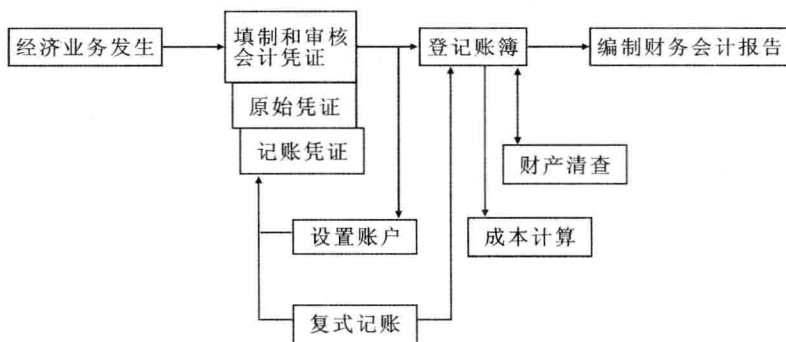 经济业务发生
填制和审核
会计凭证
登记账簿
编制财务会计报告
原始凭证
记账凭证
财产清查
设置账户
成本计算
复式记账